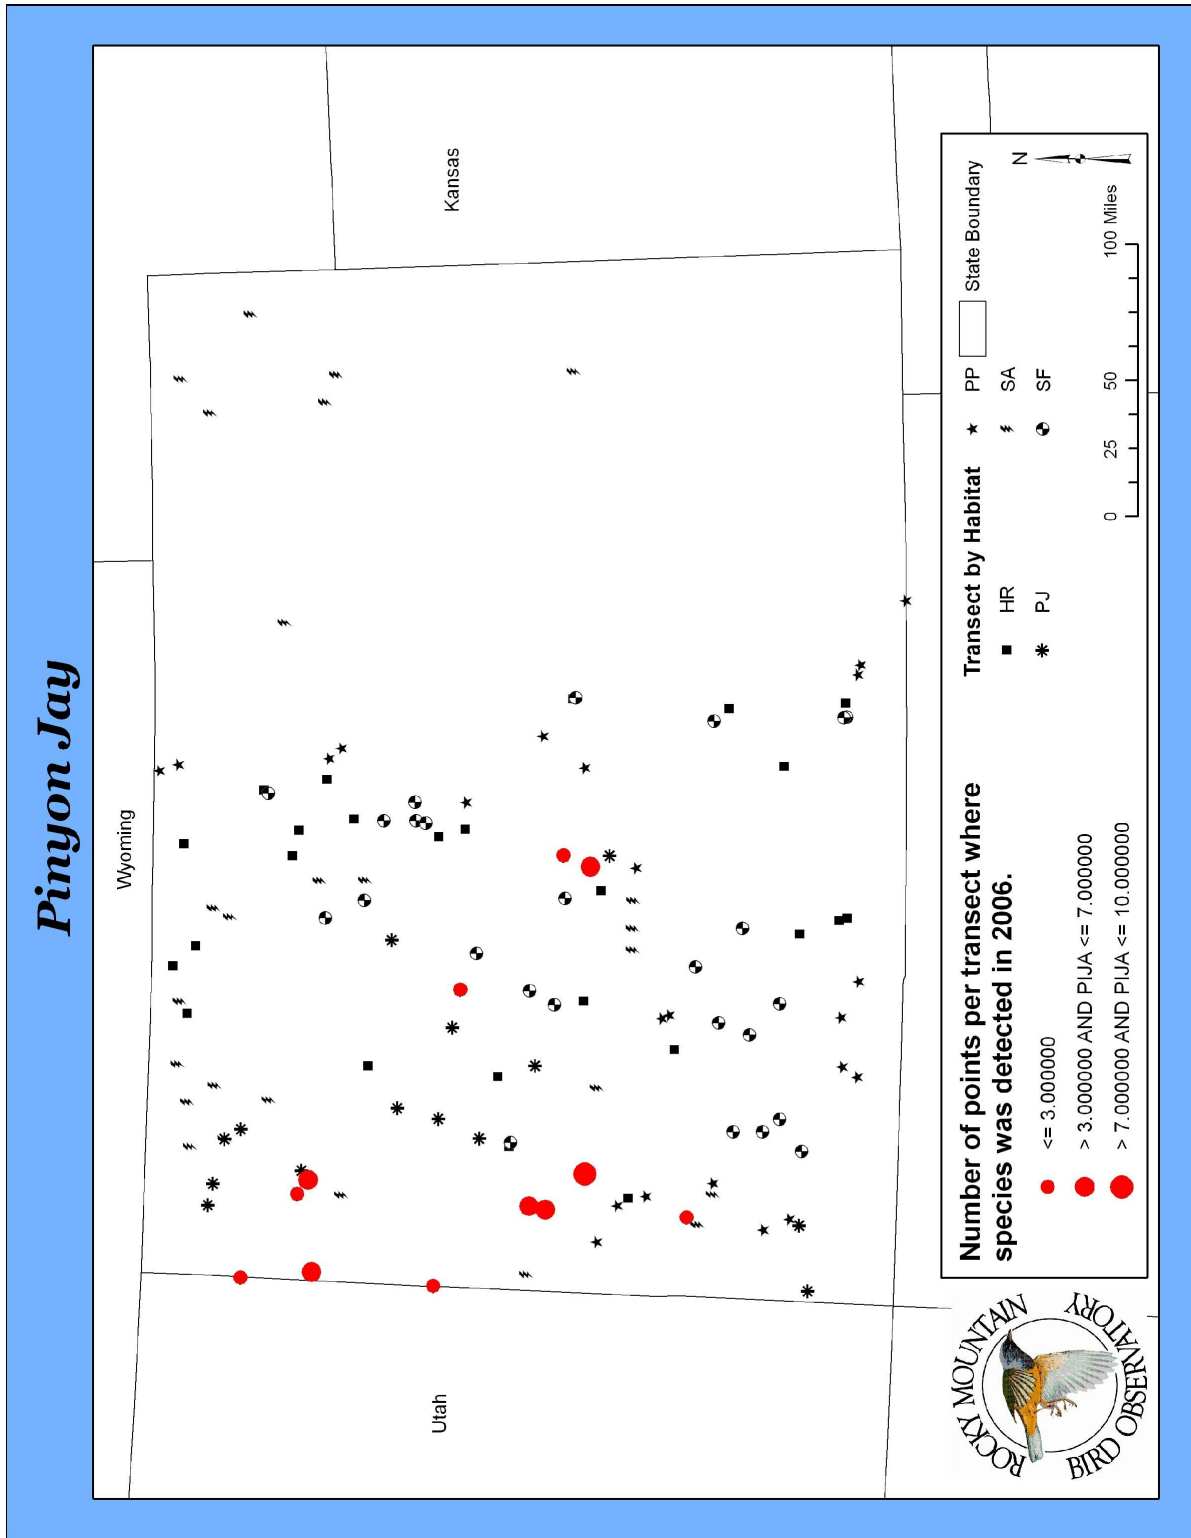 Pinyon Jay
Wyoming
Kansas
Utah
Number of points per transect where
species was detected in 2006.
<= 3.000000
> 3.000000 AND PIJA <= 7.000000
> 7.000000 AND PIJA <= 10.000000
Transect by Habitat
HR
PJ
PP
SA
SF
State Boundary
N
0 25 50 100 Miles
ROCKY MOUNTAIN
BIRD OBSERVATORY